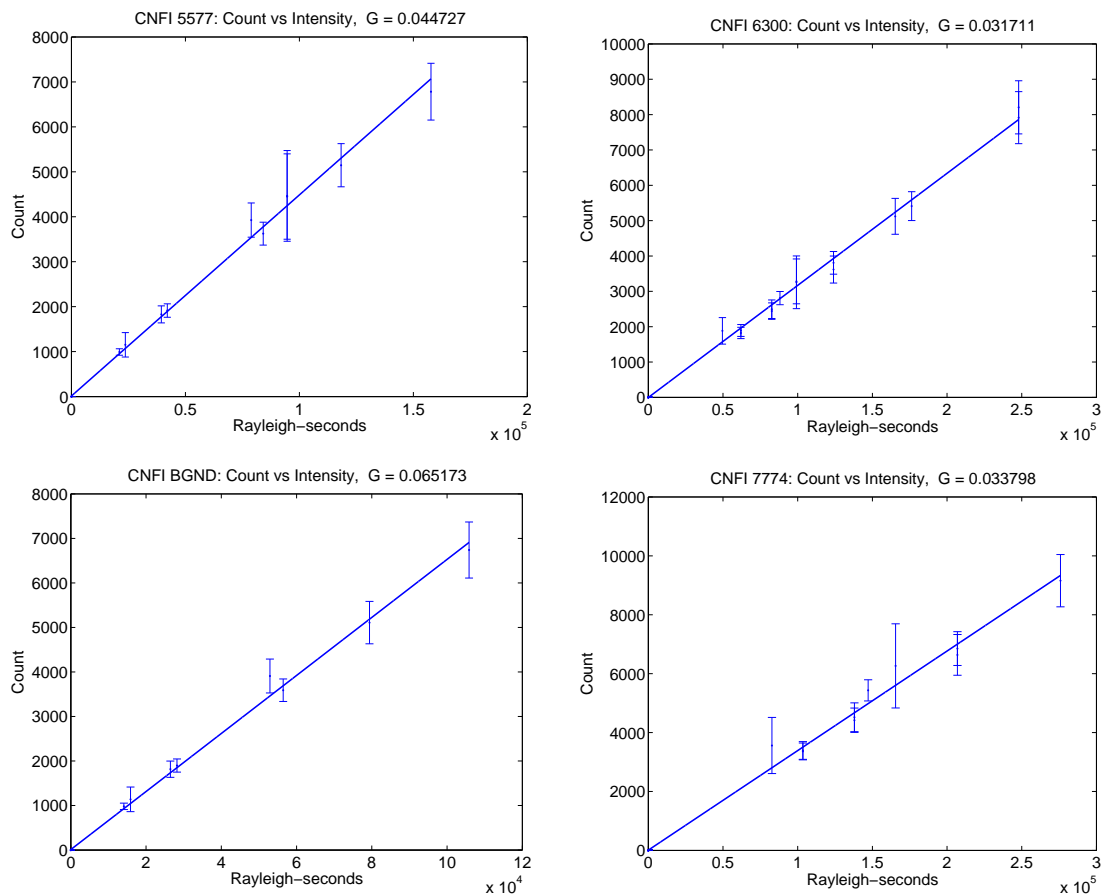 CNFI 5577: Count vs Intensity, G = 0.044727
8000
7000
6000
5000
4000
3000
2000
1000
0
Count
0 0.5 1 1.5 2
Rayleigh−seconds
x 10^5
CNFI 6300: Count vs Intensity, G = 0.031711
10000
9000
8000
7000
6000
5000
4000
3000
2000
1000
0
Count
0 0.5 1 1.5 2 2.5 3
Rayleigh−seconds
x 10^5
CNFI BGND: Count vs Intensity, G = 0.065173
8000
7000
6000
5000
4000
3000
2000
1000
0
Count
0 2 4 6 8 10 12
Rayleigh−seconds
x 10^4
CNFI 7774: Count vs Intensity, G = 0.033798
12000
10000
8000
6000
4000
2000
0
Count
0 0.5 1 1.5 2 2.5 3
Rayleigh−seconds
x 10^5